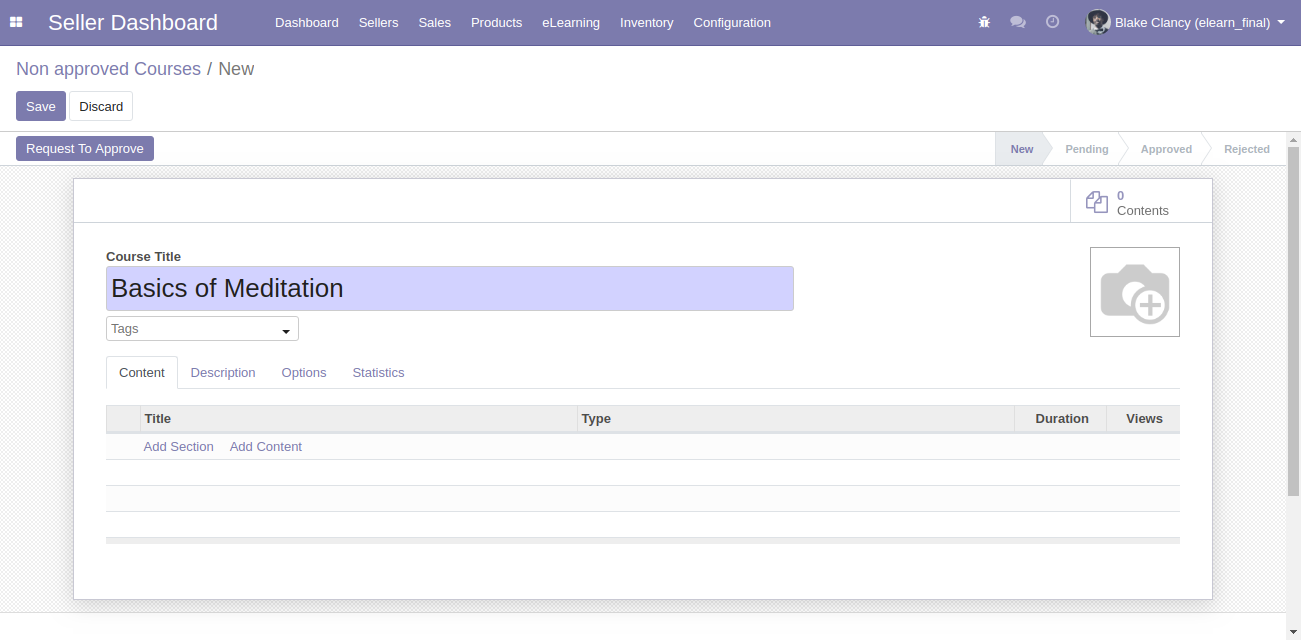 Seller Dashboard Dashboard Sellers Sales Products eLearning Inventory Configuration Blake Clancy (elearn_final)
Non approved Courses / New
Save Discard
Request To Approve New Pending Approved Rejected
0
Contents
Course Title
Basics of Meditation
Tags
Content Description Options Statistics
Title Type Duration Views
Add Section Add Content